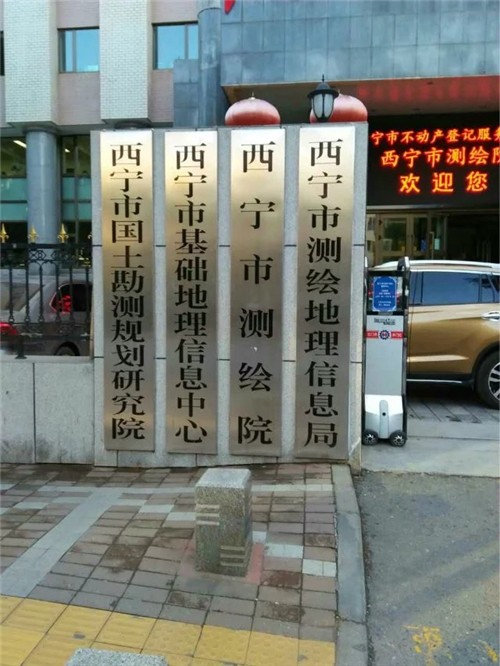 西宁市国土勘测规划研究院
西宁市基础地理信息中心
西宁市测绘院
西宁市测绘地理信息局
宁市不动产登记服务
西宁市测绘院
欢迎您